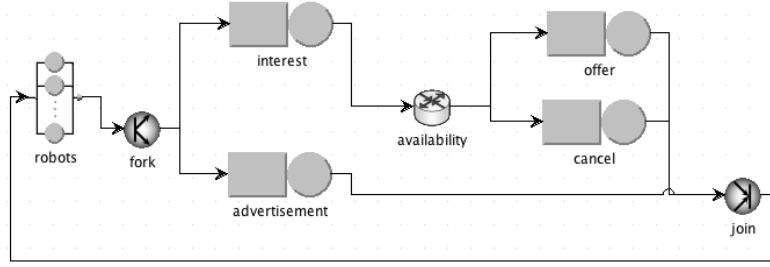 interest
offer
robots
fork
availability
cancel
advertisement
join